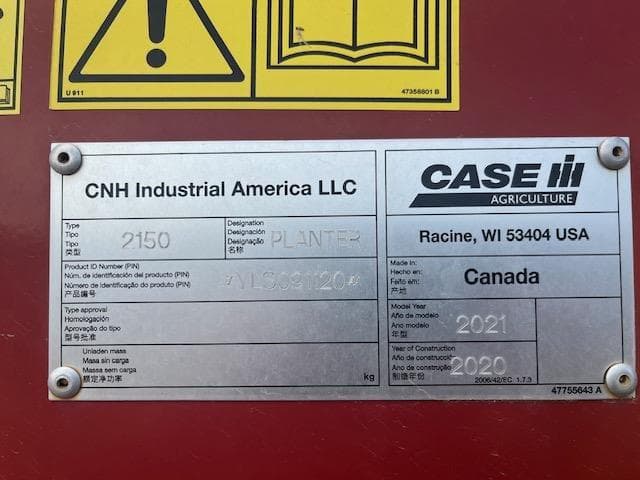 U 911
47358801 B
CNH Industrial America LLC
CASE IH
AGRICULTURE
Racine, WI 53404 USA
Type
Tipo
Tipo
类型
2150
Designation
Designación
Designação
名称
PLANTER
Product ID Number (PIN)
Núm. de identificación del producto (PIN)
Número de Identificação do produto (PIN)
产品编号
Made in:
Hecho en:
Feito em:
产地
Canada
Type approval
Homologación
Aprovação do tipo
型号批准
Model Year
Año de modelo
Ano modelo
年型
2021
Unladen mass
Masa sin carga
Massa sem carga
额定净功率
kg
Year of Construction
Año de construcción
Ano de construção
制造年份
2020
2006/42/EC 1.7.3
47755643 A